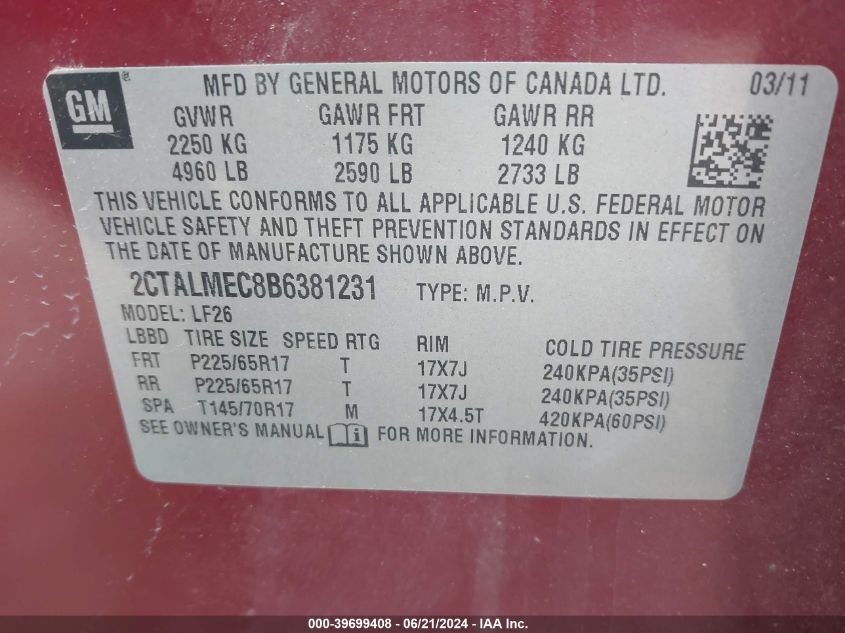 GM® MFD BY GENERAL MOTORS OF CANADA LTD. 03/11
GVWR GAWR FRT GAWR RR
2250 KG 1175 KG 1240 KG
4960 LB 2590 LB 2733 LB
THIS VEHICLE CONFORMS TO ALL APPLICABLE U.S. FEDERAL MOTOR
VEHICLE SAFETY AND THEFT PREVENTION STANDARDS IN EFFECT ON
THE DATE OF MANUFACTURE SHOWN ABOVE.
2CTALMEC8B6381231 TYPE: M.P.V.
MODEL: LF26
LBBD TIRE SIZE SPEED RTG RIM COLD TIRE PRESSURE
FRT P225/65R17 T 17X7J 240KPA(35PSI)
RR P225/65R17 T 17X7J 240KPA(35PSI)
SPA T145/70R17 M 17X4.5T 420KPA(60PSI)
SEE OWNER'S MANUAL FOR MORE INFORMATION.
000-39699408 - 06/21/2024 - IAA Inc.